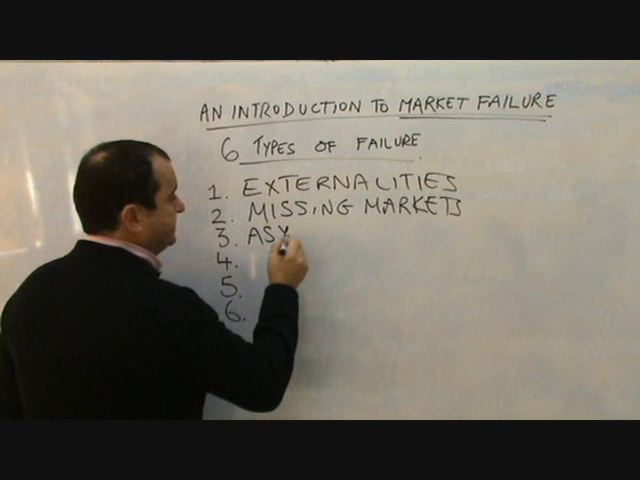 AN INTRODUCTION TO MARKET FAILURE
6 TYPES OF FAILURE.
1. EXTERNALITIES
2. MISSING MARKETS
3. ASY
4.
5.
6.